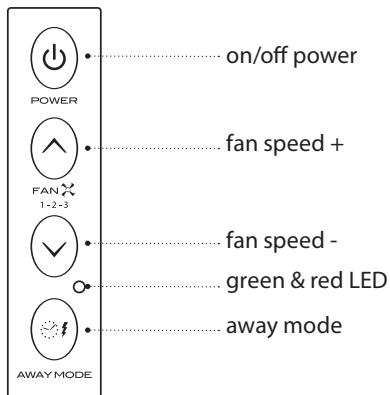 on/off power
POWER
fan speed +
FAN
1-2-3
fan speed -
green & red LED
away mode
AWAY MODE